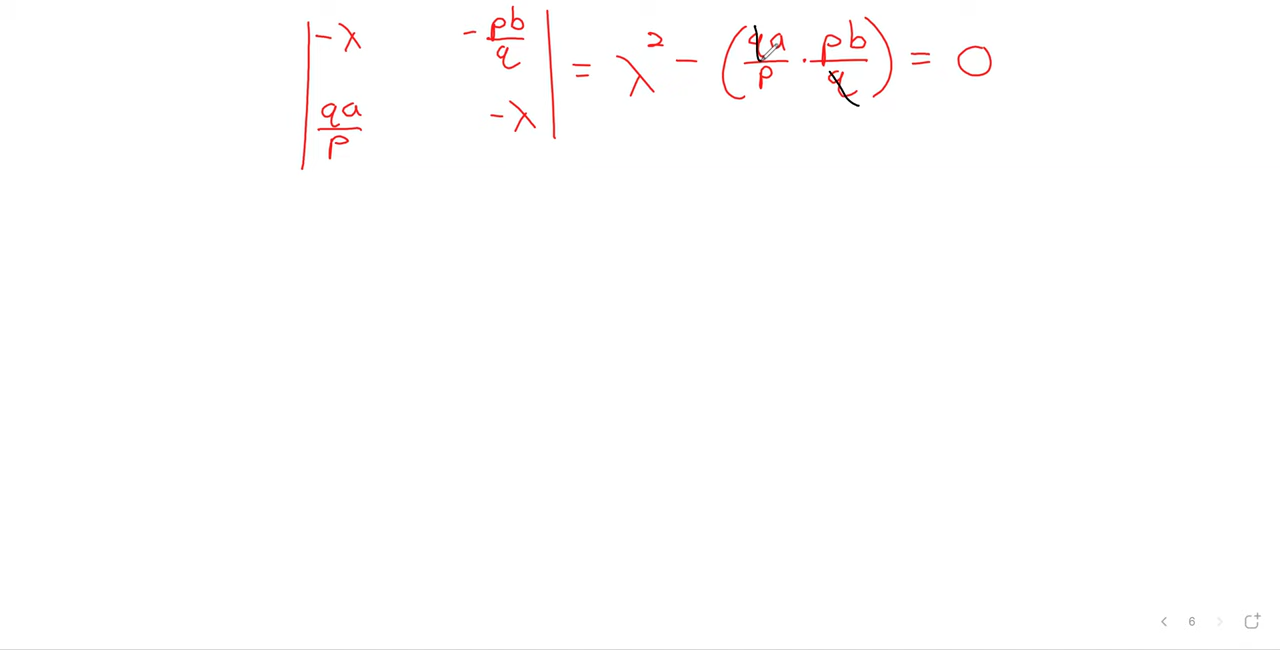 | -λ   -pb/q | = λ² - (qa/p · pb/q) = 0
| qa/p   -λ |
6